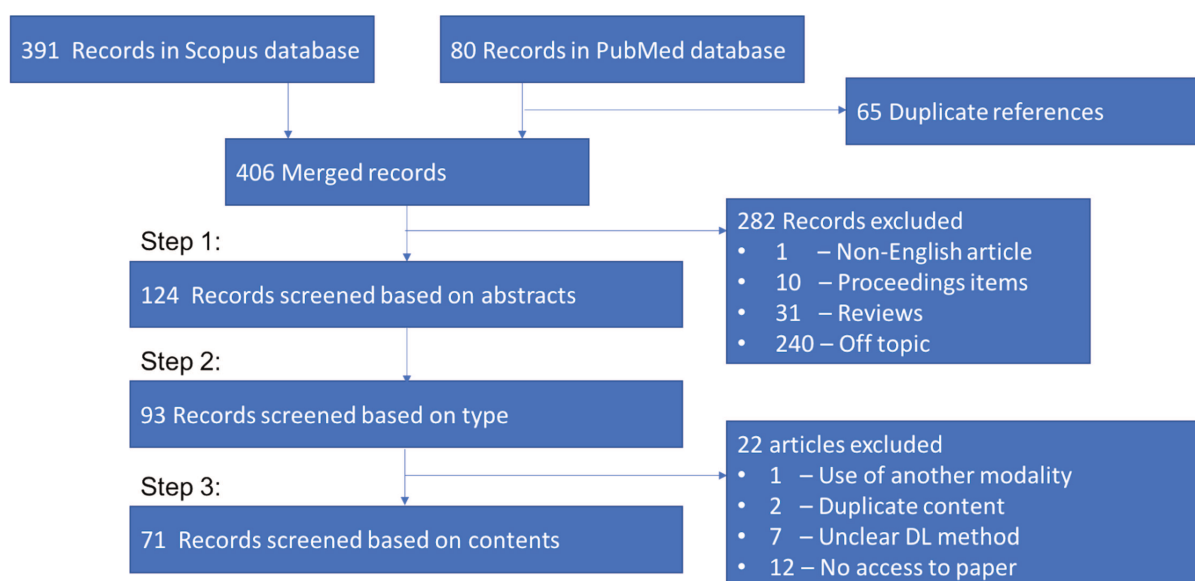 391 Records in Scopus database
80 Records in PubMed database
65 Duplicate references
406 Merged records
282 Records excluded
• 1 – Non-English article
• 10 – Proceedings items
• 31 – Reviews
• 240 – Off topic
Step 1:
124 Records screened based on abstracts
Step 2:
93 Records screened based on type
22 articles excluded
• 1 – Use of another modality
• 2 – Duplicate content
• 7 – Unclear DL method
• 12 – No access to paper
Step 3:
71 Records screened based on contents